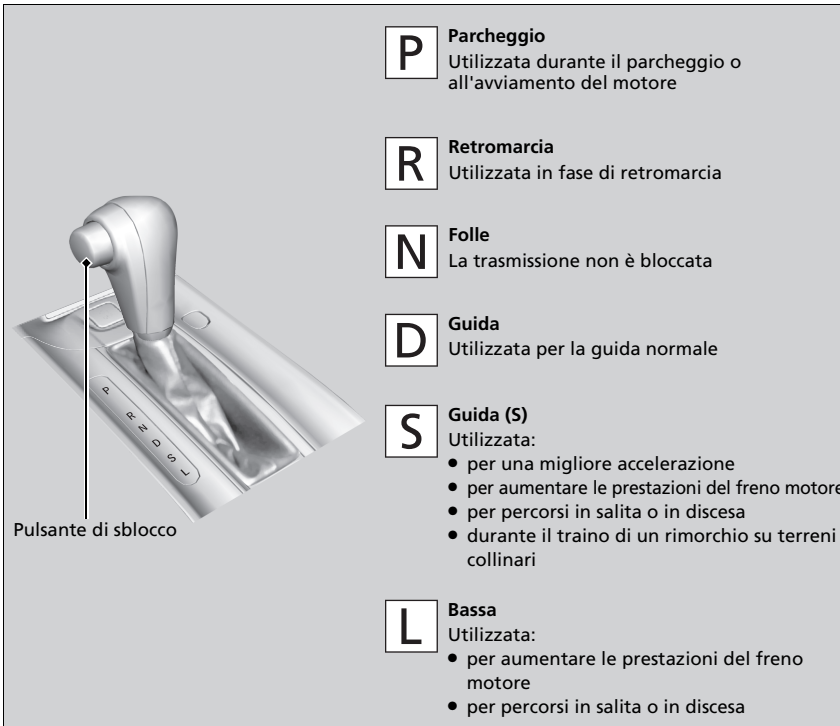 P
Parcheggio
Utilizzata durante il parcheggio o
all'avviamento del motore
R
Retromarcia
Utilizzata in fase di retromarcia
N
Folle
La trasmissione non è bloccata
D
Guida
Utilizzata per la guida normale
S
Guida (S)
Utilizzata:
● per una migliore accelerazione
● per aumentare le prestazioni del freno motore
● per percorsi in salita o in discesa
● durante il traino di un rimorchio su terreni
collinari
L
Bassa
Utilizzata:
● per aumentare le prestazioni del freno
motore
● per percorsi in salita o in discesa
P
R
N
D
S
L
Pulsante di sblocco